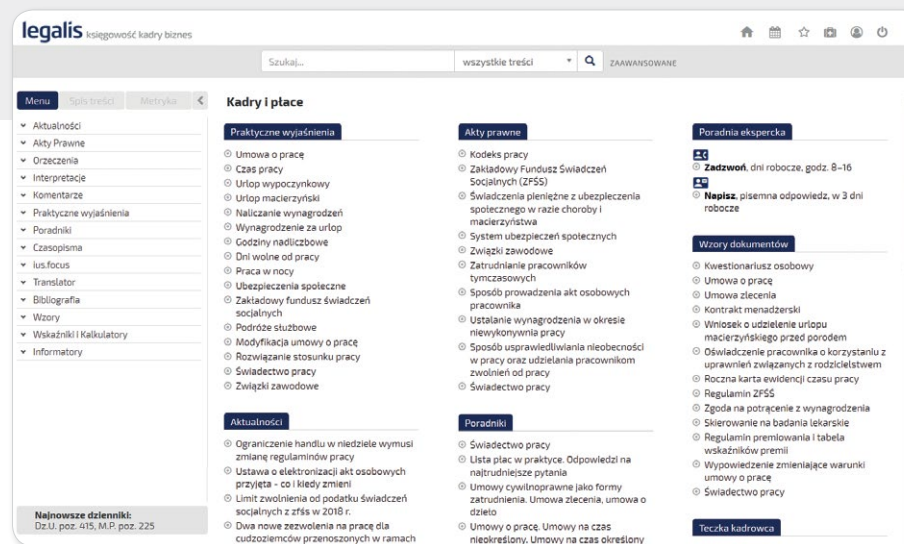 legalis księgowość kadry biznes
Szukaj...
wszystkie treści
ZAAWANSOWANE
Menu
Spis treści
Metryka
Aktualności
Akty Prawne
Orzeczenia
Interpretacje
Komentarze
Praktyczne wyjaśnienia
Poradniki
Czasopisma
ius.focus
Translator
Bibliografia
Wzory
Wskaźniki i Kalkulatory
Informatory
Najnowsze dzienniki:
Dz.U. poz. 415, M.P. poz. 225
Kadry i płace
Praktyczne wyjaśnienia
Umowa o pracę
Czas pracy
Urlop wypoczynkowy
Urlop macierzyński
Naliczanie wynagrodzeń
Wynagrodzenie za urlop
Godziny nadliczbowe
Dni wolne od pracy
Praca w nocy
Ubezpieczenia społeczne
Zakładowy fundusz świadczeń
socjalnych
Podróże służbowe
Modyfikacja umowy o pracę
Rozwiązanie stosunku pracy
Świadectwo pracy
Związki zawodowe
Aktualności
Ograniczenie handlu w niedziele wymusi
zmianę regulaminów pracy
Ustawa o elektronizacji akt osobowych
przyjęta - co i kiedy zmieni
Limit zwolnienia od podatku świadczeń
socjalnych z zfśs w 2018 r.
Dwa nowe zezwolenia na pracę dla
cudzoziemców przenoszonych w ramach
Akty prawne
Kodeks pracy
Zakładowy Fundusz Świadczeń
Socjalnych (ZFŚS)
Świadczenia pieniężne z ubezpieczenia
społecznego w razie choroby i
macierzyństwa
System ubezpieczeń społecznych
Związki zawodowe
Zatrudnianie pracowników
tymczasowych
Sposób prowadzenia akt osobowych
pracownika
Ustalanie wynagrodzenia w okresie
niewykonywnia pracy
Sposób usprawiedliwiania nieobecności
w pracy oraz udzielania pracownikom
zwolnień od pracy
Świadectwo pracy
Poradniki
Świadectwo pracy
Lista płac w praktyce. Odpowiedzi na
najtrudniejsze pytania
Umowy cywilnoprawne jako formy
zatrudnienia. Umowa zlecenia, umowa o
dzieło
Umowy o pracę. Umowy na czas
nieokreślony. Umowy na czas określony
Poradnia ekspercka
Zadzwoń, dni robocze, godz. 8–16
Napisz, pisemna odpowiedź, w 3 dni
robocze
Wzory dokumentów
Kwestionariusz osobowy
Umowa o pracę
Umowa zlecenia
Kontrakt menadżerski
Wniosek o udzielenie urlopu
macierzyńskiego przed porodem
Oświadczenie pracownika o korzystaniu z
uprawnień związanych z rodzicielstwem
Roczna karta ewidencji czasu pracy
Regulamin ZFŚŚ
Zgoda na potrącenie z wynagrodzenia
Skierowanie na badania lekarskie
Regulamin premiowania i tabela
wskaźników premii
Wypowiedzenie zmieniające warunki
umowy o pracę
Świadectwo pracy
Teczka kadrowca